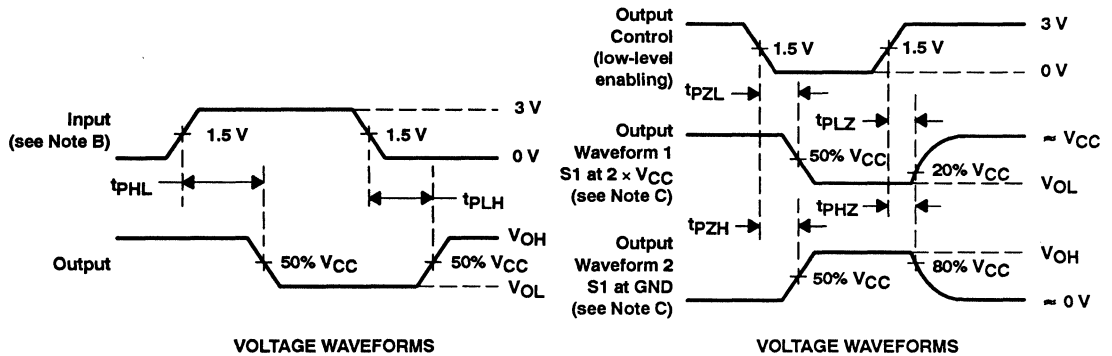 Input
(see Note B)
1.5 V
1.5 V
3 V
0 V
tPHL
tPLH
Output
50% VCC
50% VCC
VOH
VOL
VOLTAGE WAVEFORMS
Output
Control
(low-level
enabling)
1.5 V
1.5 V
3 V
0 V
tPZL
tPLZ
Output
Waveform 1
S1 at 2 × VCC
(see Note C)
50% VCC
20% VCC
≈ VCC
VOL
tPHZ
tPZH
Output
Waveform 2
S1 at GND
(see Note C)
50% VCC
80% VCC
VOH
≈ 0 V
VOLTAGE WAVEFORMS